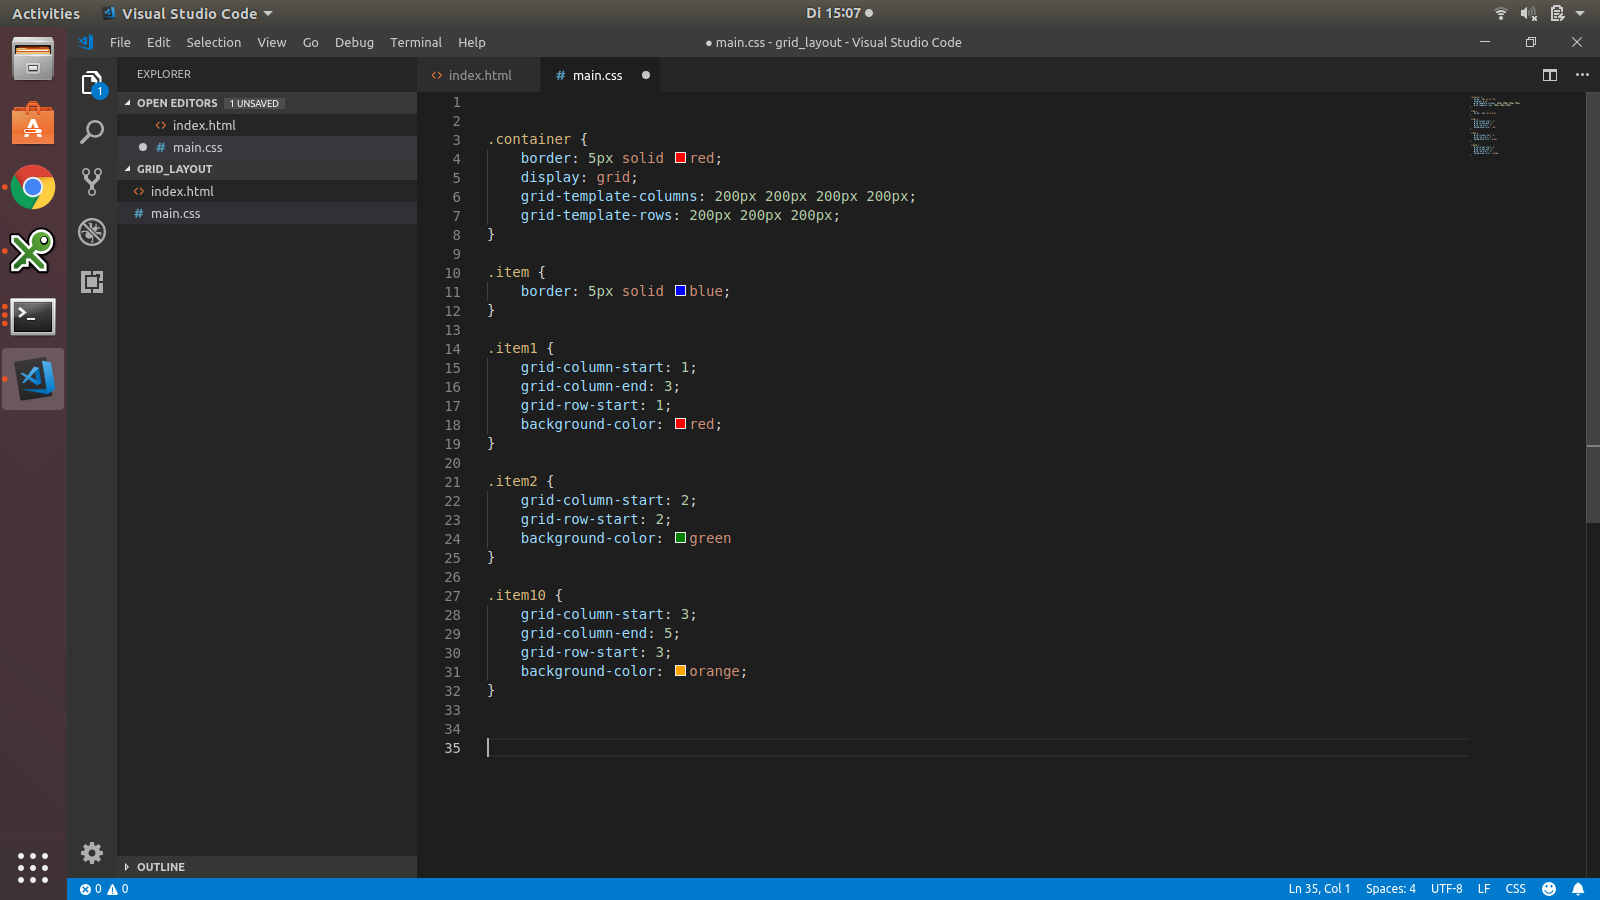 Activities Visual Studio Code Di 15:07
File Edit Selection View Go Debug Terminal Help
● main.css - grid_layout - Visual Studio Code
EXPLORER
OPEN EDITORS 1 UNSAVED
index.html
# main.css
GRID_LAYOUT
index.html
# main.css
OUTLINE
index.html # main.css
1
2
3 .container {
4 border: 5px solid red;
5 display: grid;
6 grid-template-columns: 200px 200px 200px 200px;
7 grid-template-rows: 200px 200px 200px;
8 }
9
10 .item {
11 border: 5px solid blue;
12 }
13
14 .item1 {
15 grid-column-start: 1;
16 grid-column-end: 3;
17 grid-row-start: 1;
18 background-color: red;
19 }
20
21 .item2 {
22 grid-column-start: 2;
23 grid-row-start: 2;
24 background-color: green
25 }
26
27 .item10 {
28 grid-column-start: 3;
29 grid-column-end: 5;
30 grid-row-start: 3;
31 background-color: orange;
32 }
33
34
35
0 0 Ln 35, Col 1 Spaces: 4 UTF-8 LF CSS
1